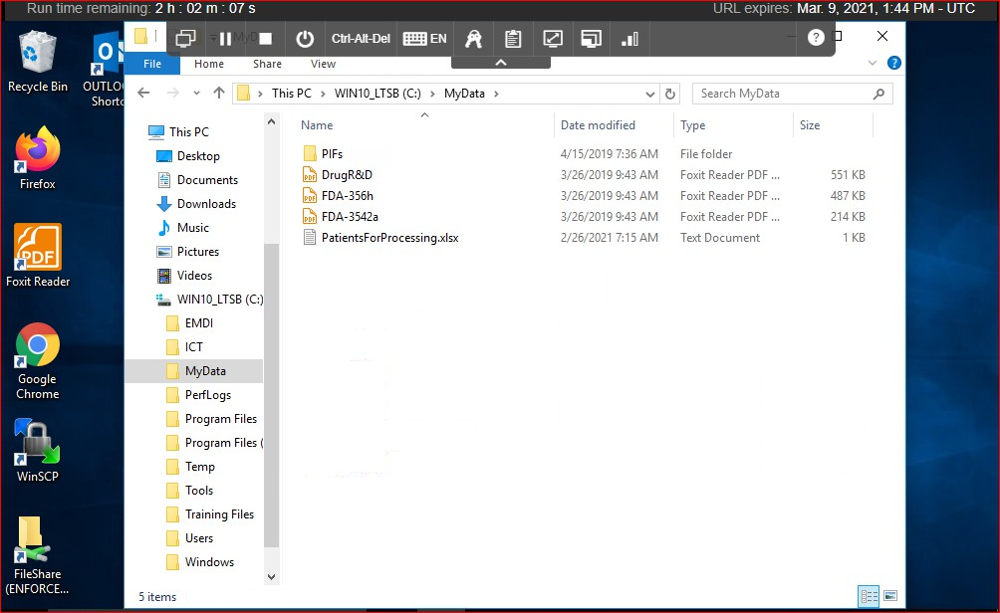 Run time remaining: 2 h : 02 m : 07 s
URL expires: Mar. 9, 2021, 1:44 PM - UTC
Ctrl-Alt-Del
EN
?
File
Home
Share
View
?
This PC
WIN10_LTSB (C:)
MyData
Search MyData
Recycle Bin
OUTLOO
Shortc
Firefox
PDF
Foxit Reader
Google
Chrome
WinSCP
FileShare
(ENFORCE...
This PC
Desktop
Documents
Downloads
Music
Pictures
Videos
WIN10_LTSB (C:)
EMDI
ICT
MyData
PerfLogs
Program Files
Program Files (
Temp
Tools
Training Files
Users
Windows
Name Date modified Type Size
PIFs 4/15/2019 7:36 AM File folder
DrugR&D 3/26/2019 9:43 AM Foxit Reader PDF ... 551 KB
FDA-356h 3/26/2019 9:43 AM Foxit Reader PDF ... 487 KB
FDA-3542a 3/26/2019 9:43 AM Foxit Reader PDF ... 214 KB
PatientsForProcessing.xlsx 2/26/2021 7:15 AM Text Document 1 KB
5 items